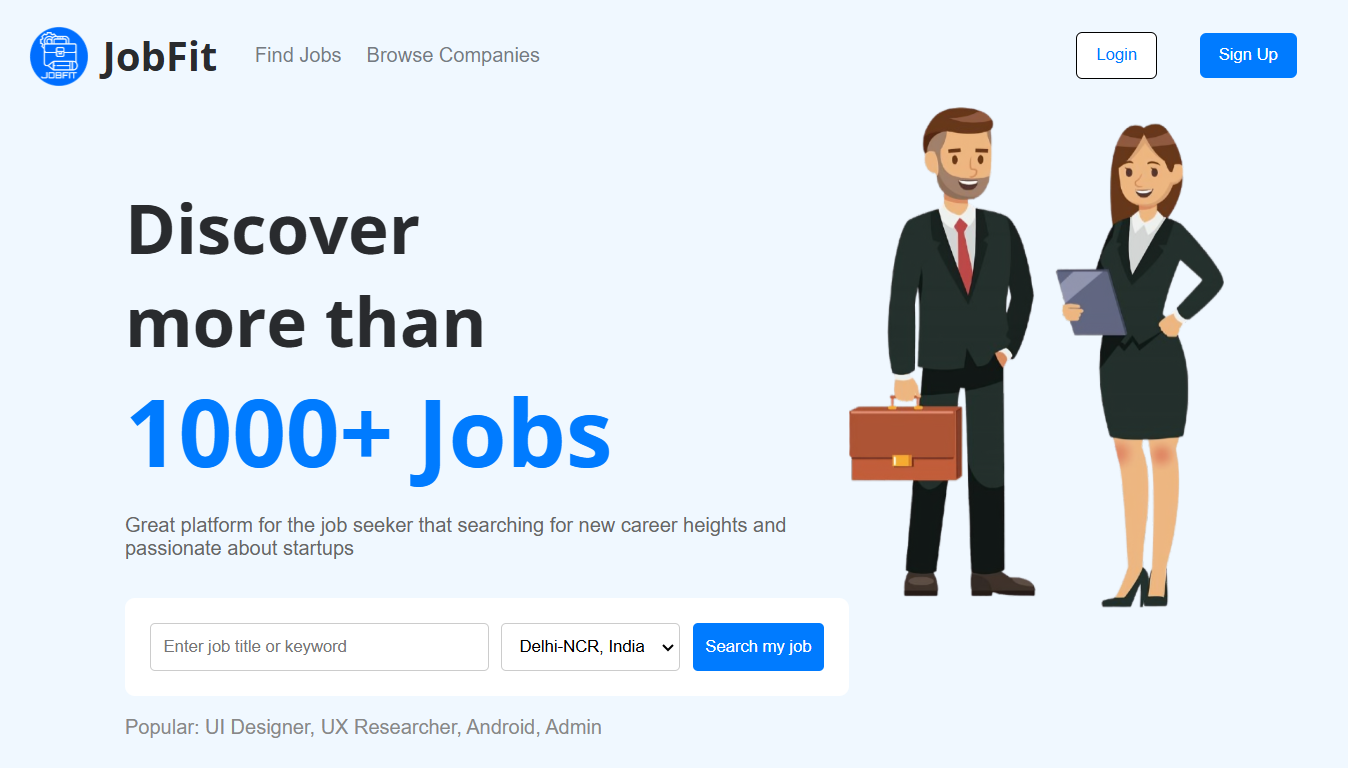 JOBFIT
JobFit
Find Jobs
Browse Companies
Login
Sign Up
Discover
more than
1000+ Jobs
Great platform for the job seeker that searching for new career heights and
passionate about startups
Enter job title or keyword
Delhi-NCR, India
Search my job
Popular: UI Designer, UX Researcher, Android, Admin